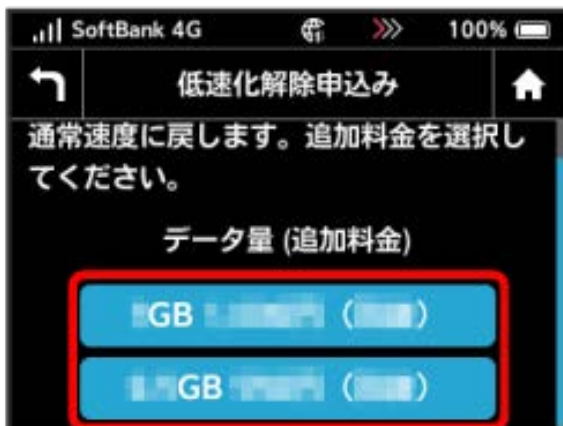 SoftBank 4G 100%
低速化解除申込み
通常速度に戻します。追加料金を選択し
てください。
データ量 (追加料金)
GB ( )
GB ( )